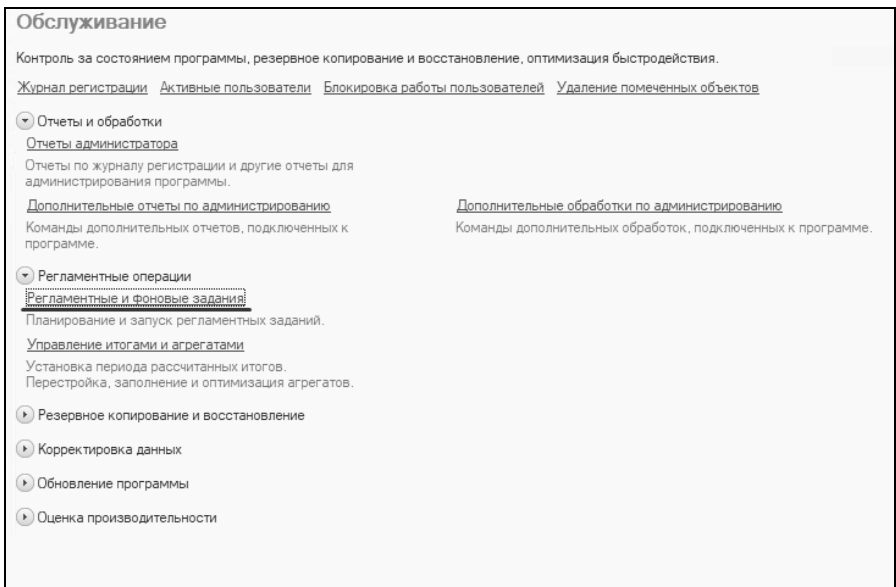 Обслуживание
Контроль за состоянием программы, резервное копирование и восстановление, оптимизация быстродействия.
Журнал регистрации Активные пользователи Блокировка работы пользователей Удаление помеченных объектов
Отчеты и обработки
Отчеты администратора
Отчеты по журналу регистрации и другие отчеты для
администрирования программы.
Дополнительные отчеты по администрированию Дополнительные обработки по администрированию
Команды дополнительных отчетов, подключенных к Команды дополнительных обработок, подключенных к программе.
программе.
Регламентные операции
Регламентные и фоновые задания
Планирование и запуск регламентных заданий.
Управление итогами и агрегатами
Установка периода рассчитанных итогов.
Перестройка, заполнение и оптимизация агрегатов.
Резервное копирование и восстановление
Корректировка данных
Обновление программы
Оценка производительности